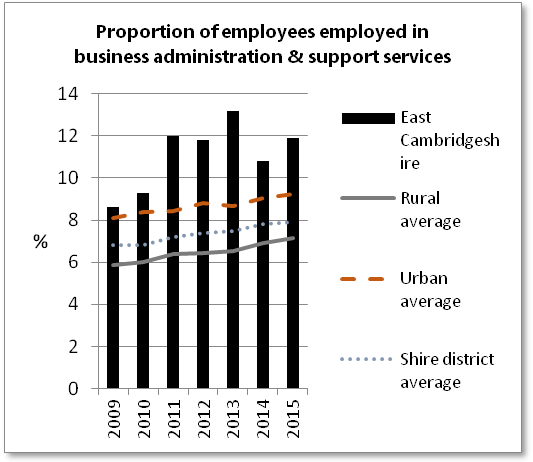 Proportion of employees employed in
business administration & support services
14
12
10
8
6
4
2
0
%
2009
2010
2011
2012
2013
2014
2015
East
Cambridgesh
ire
Rural
average
Urban
average
Shire district
average